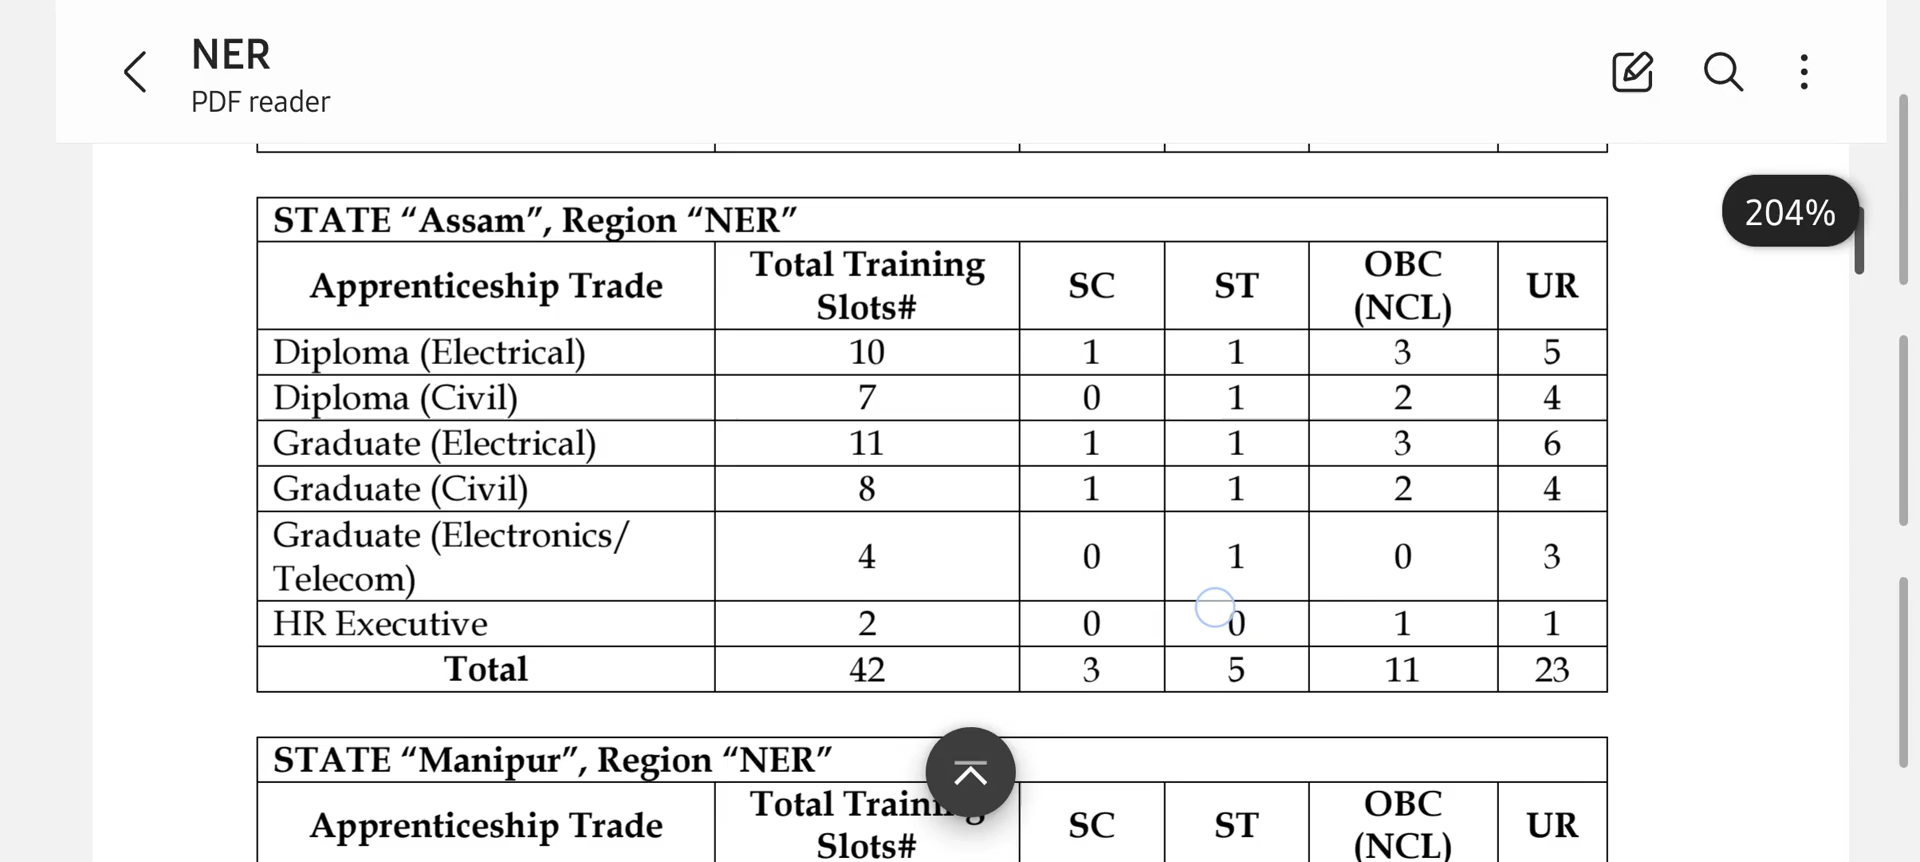 NER
PDF reader
204%
STATE “Assam”, Region “NER”
Apprenticeship Trade Total Training Slots# SC ST OBC (NCL) UR
Diploma (Electrical) 10 1 1 3 5
Diploma (Civil) 7 0 1 2 4
Graduate (Electrical) 11 1 1 3 6
Graduate (Civil) 8 1 1 2 4
Graduate (Electronics/ Telecom) 4 0 1 0 3
HR Executive 2 0 0 1 1
Total 42 3 5 11 23
STATE “Manipur”, Region “NER”
Apprenticeship Trade Total Training Slots# SC ST OBC (NCL) UR